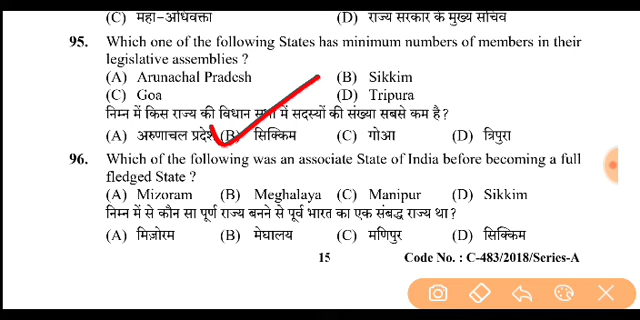 (C) महा-अधिवक्ता (D) राज्य सरकार के मुख्य सचिव
95. Which one of the following States has minimum numbers of members in their
legislative assemblies ?
(A) Arunachal Pradesh (B) Sikkim
(C) Goa (D) Tripura
निम्न में किस राज्य की विधान सभा में सदस्यों की संख्या सबसे कम है?
(A) अरुणाचल प्रदेश (B) सिक्किम (C) गोआ (D) त्रिपुरा
96. Which of the following was an associate State of India before becoming a full
fledged State ?
(A) Mizoram (B) Meghalaya (C) Manipur (D) Sikkim
निम्न में से कौन सा पूर्ण राज्य बनने से पूर्व भारत का एक संबद्ध राज्य था?
(A) मिज़ोरम (B) मेघालय (C) मणिपुर (D) सिक्किम
15 Code No. : C-483/2018/Series-A